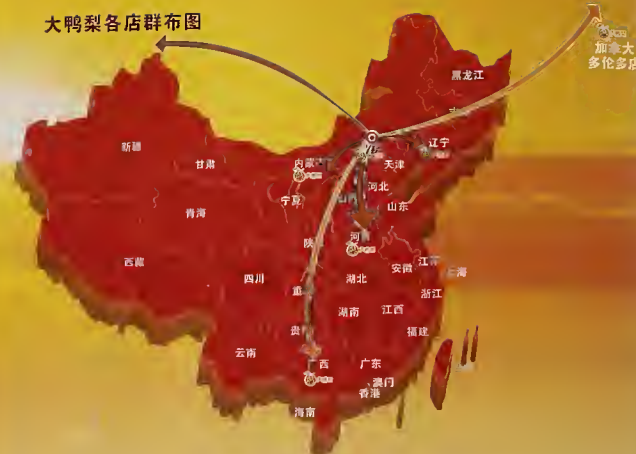 大鸭梨各店群布图
加拿大
多伦多店
黑龙江
辽宁
新疆
甘肃
内蒙古
天津
河北
宁夏
山东
青海
陕
河南
西藏
四川
安徽
江苏
上海
重
湖北
浙江
湖南
江西
贵
福建
云南
广西
广东
澳门
香港
海南